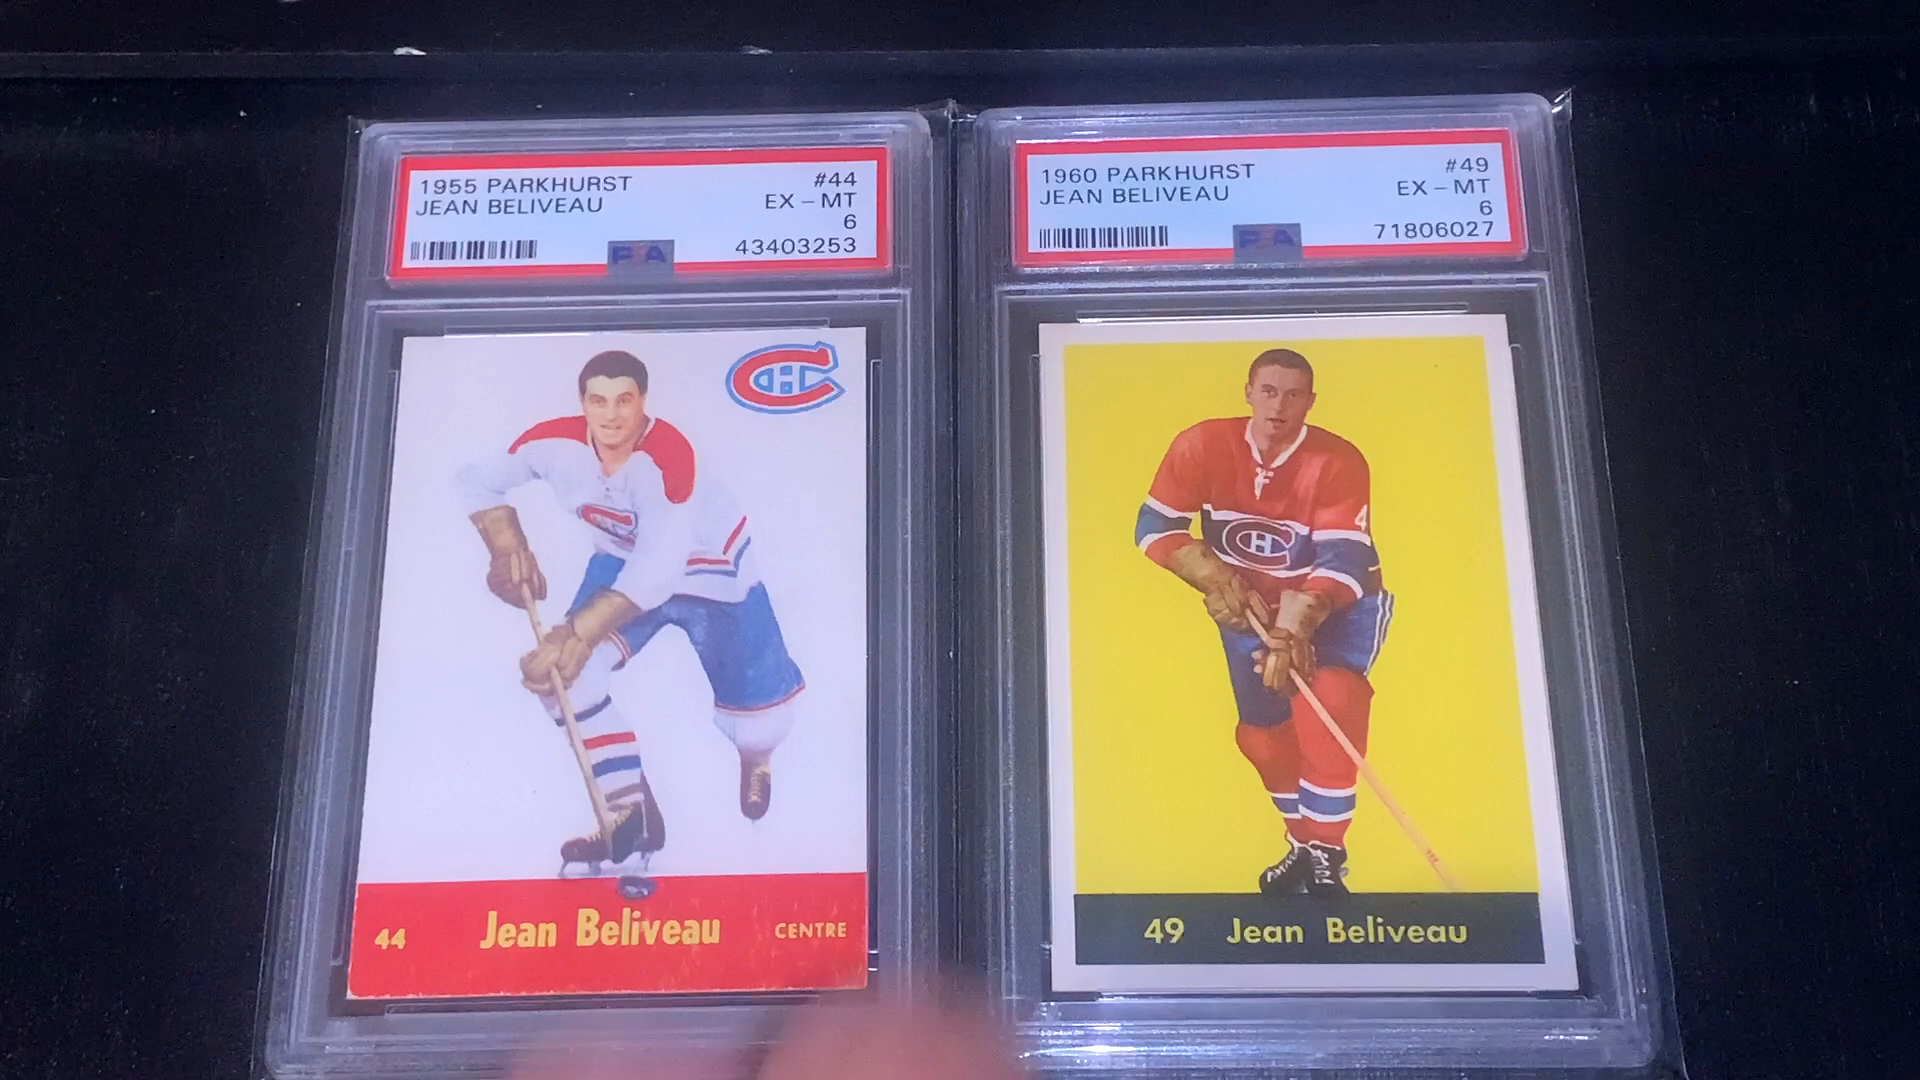 1955 PARKHURST #44
JEAN BELIVEAU EX - MT
6
43403253
PSA
44 Jean Beliveau CENTRE
1960 PARKHURST #49
JEAN BELIVEAU EX - MT
6
71806027
PSA
4
49 Jean Beliveau